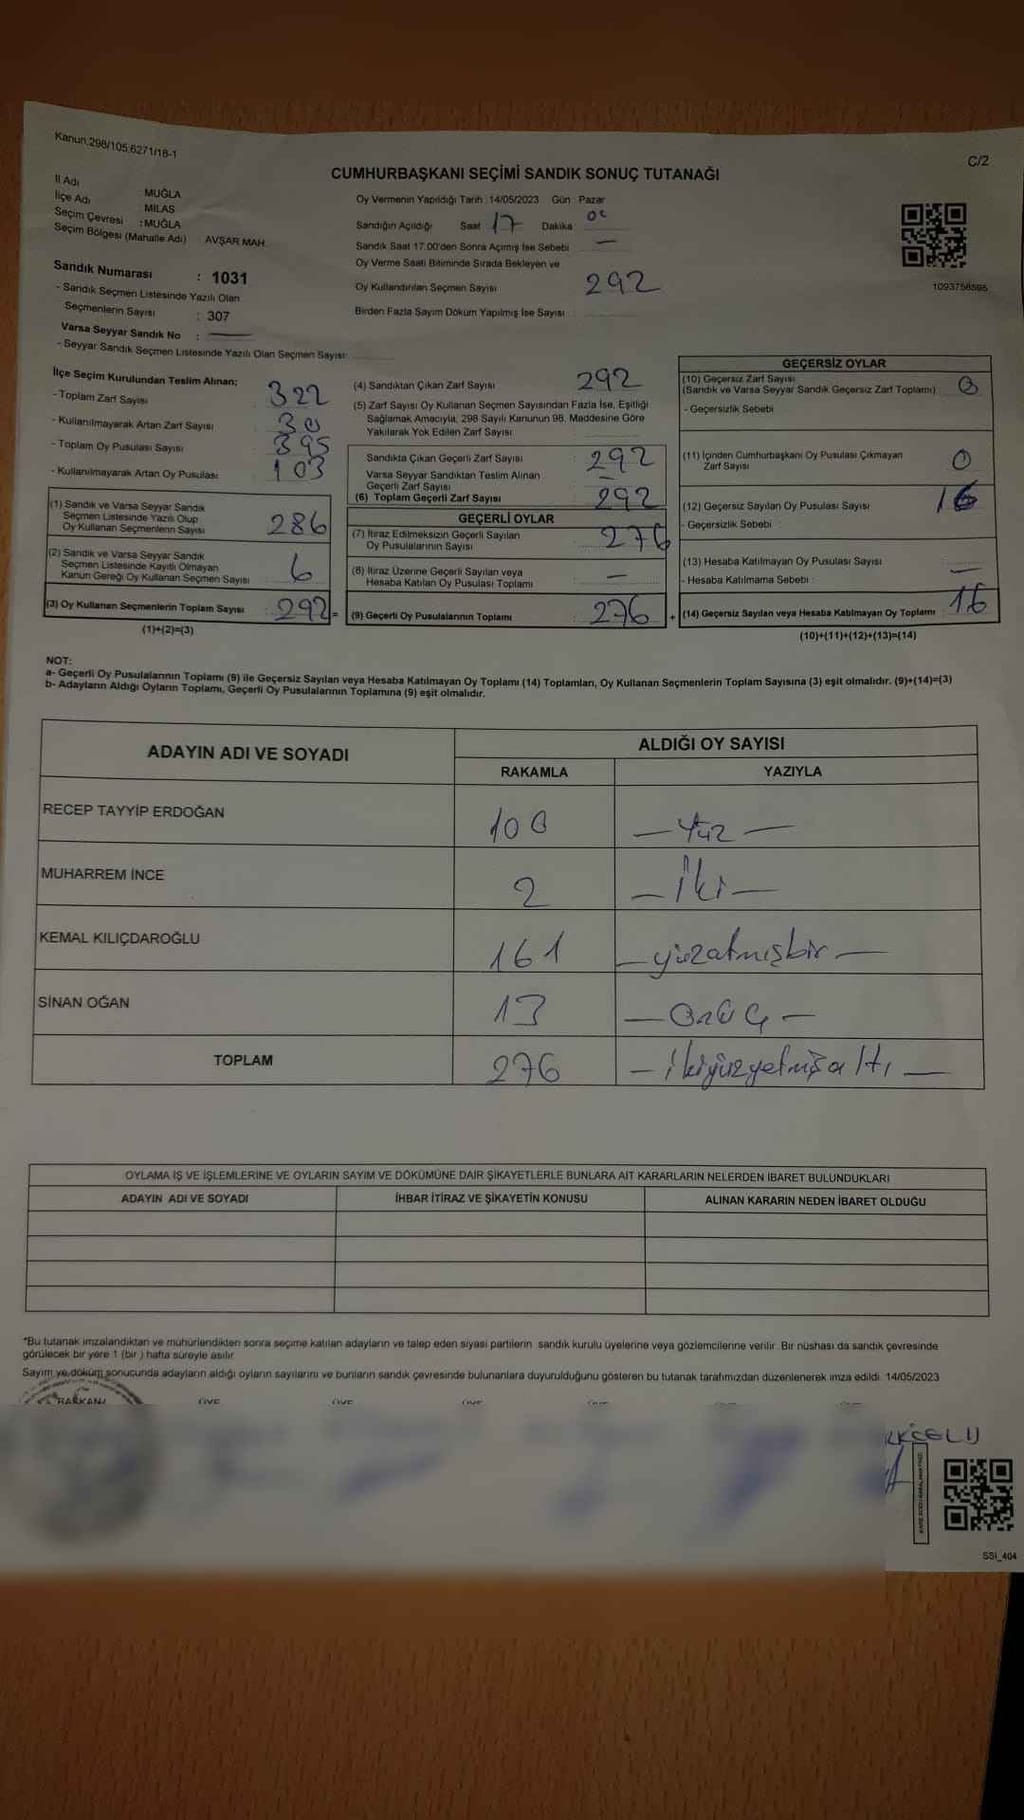 Kanun:298/105;6271/18-1
C/2
CUMHURBAŞKANI SEÇİMİ SANDIK SONUÇ TUTANAĞI
İl Adı MUĞLA
İlçe Adı MİLAS
Seçim Çevresi : MUĞLA
Seçim Bölgesi (Mahalle Adı) AVŞAR MAH.
Sandık Numarası : 1031
- Sandık Seçmen Listesinde Yazılı Olan
Seçmenlerin Sayısı : 307
Varsa Seyyar Sandık No :
- Seyyar Sandık Seçmen Listesinde Yazılı Olan Seçmen Sayısı:
Oy Vermenin Yapıldığı Tarih : 14/05/2023 Gün : Pazar
Sandığın Açıldığı Saat 17 Dakika 00
Sandık Saat 17.00'den Sonra Açılmış İse Sebebi —
Oy Verme Saati Bitiminde Sırada Bekleyen ve
Oy Kullandırılan Seçmen Sayısı 292
Birden Fazla Sayım Döküm Yapılmış İse Sayısı
1093758595
İlçe Seçim Kurulundan Teslim Alınan;
- Toplam Zarf Sayısı 322
- Kullanılmayarak Artan Zarf Sayısı 30
- Toplam Oy Pusulası Sayısı 395
- Kullanılmayarak Artan Oy Pusulası 103
(1) Sandık ve Varsa Seyyar Sandık
Seçmen Listesinde Yazılı Olup
Oy Kullanan Seçmenlerin Sayısı 286
(2) Sandık ve Varsa Seyyar Sandık
Seçmen Listesinde Kayıtlı Olmayan
Kanun Gereği Oy Kullanan Seçmen Sayısı 6
(3) Oy Kullanan Seçmenlerin Toplam Sayısı 292 =
(1)+(2)=(3)
(4) Sandıktan Çıkan Zarf Sayısı 292
(5) Zarf Sayısı Oy Kullanan Seçmen Sayısından Fazla İse, Eşitliği
Sağlamak Amacıyla, 298 Sayılı Kanunun 98. Maddesine Göre
Yakılarak Yok Edilen Zarf Sayısı
Sandıkta Çıkan Geçerli Zarf Sayısı 292
Varsa Seyyar Sandıktan Teslim Alınan
Geçerli Zarf Sayısı —
(6) Toplam Geçerli Zarf Sayısı 292
GEÇERLİ OYLAR
(7) İtiraz Edilmeksizin Geçerli Sayılan
Oy Pusulalarının Sayısı 276
(8) İtiraz Üzerine Geçerli Sayılan veya
Hesaba Katılan Oy Pusulası Toplamı —
(9) Geçerli Oy Pusulalarının Toplamı : 276 +
GEÇERSİZ OYLAR
(10) Geçersiz Zarf Sayısı
(Sandık ve Varsa Seyyar Sandık Geçersiz Zarf Toplamı) 0
- Geçersizlik Sebebi
(11) İçinden Cumhurbaşkanı Oy Pusulası Çıkmayan
Zarf Sayısı 0
(12) Geçersiz Sayılan Oy Pusulası Sayısı 16
- Geçersizlik Sebebi :
(13) Hesaba Katılmayan Oy Pusulası Sayısı —
- Hesaba Katılmama Sebebi :
(14) Geçersiz Sayılan veya Hesaba Katılmayan Oy Toplamı : 16
(10)+(11)+(12)+(13)=(14)
NOT:
a- Geçerli Oy Pusulalarının Toplamı (9) ile Geçersiz Sayılan veya Hesaba Katılmayan Oy Toplamı (14) Toplamları, Oy Kullanan Seçmenlerin Toplam Sayısına (3) eşit olmalıdır. (9)+(14)=(3)
b- Adayların Aldığı Oyların Toplamı, Geçerli Oy Pusulalarının Toplamına (9) eşit olmalıdır.
ADAYIN ADI VE SOYADI ALDIĞI OY SAYISI
RAKAMLA YAZIYLA
RECEP TAYYİP ERDOĞAN 100 — Yüz —
MUHARREM İNCE 2 — İki —
KEMAL KILIÇDAROĞLU 161 — yüzatmışbir —
SİNAN OĞAN 13 — OnÜç —
TOPLAM 276 — ikiyüzyetmişaltı —
OYLAMA İŞ VE İŞLEMLERİNE VE OYLARIN SAYIM VE DÖKÜMÜNE DAİR ŞİKAYETLERLE BUNLARA AİT KARARLARIN NELERDEN İBARET BULUNDUKLARI
ADAYIN ADI VE SOYADI İHBAR İTİRAZ VE ŞİKAYETİN KONUSU ALINAN KARARIN NEDEN İBARET OLDUĞU
*Bu tutanak imzalandıktan ve mühürlendikten sonra seçime katılan adayların ve talep eden siyasi partilerin sandık kurulu üyelerine veya gözlemcilerine verilir. Bir nüshası da sandık çevresinde
görülecek bir yere 1 (bir ) hafta süreyle asılır.
Sayım ve döküm sonucunda adayların aldığı oyların sayılarını ve bunların sandık çevresinde bulunanlara duyurulduğunu gösteren bu tutanak tarafımızdan düzenlenerek imza edildi. 14/05/2023
BAŞKAN ÜYE ÜYE ÜYE ÜYE
SSİ_404